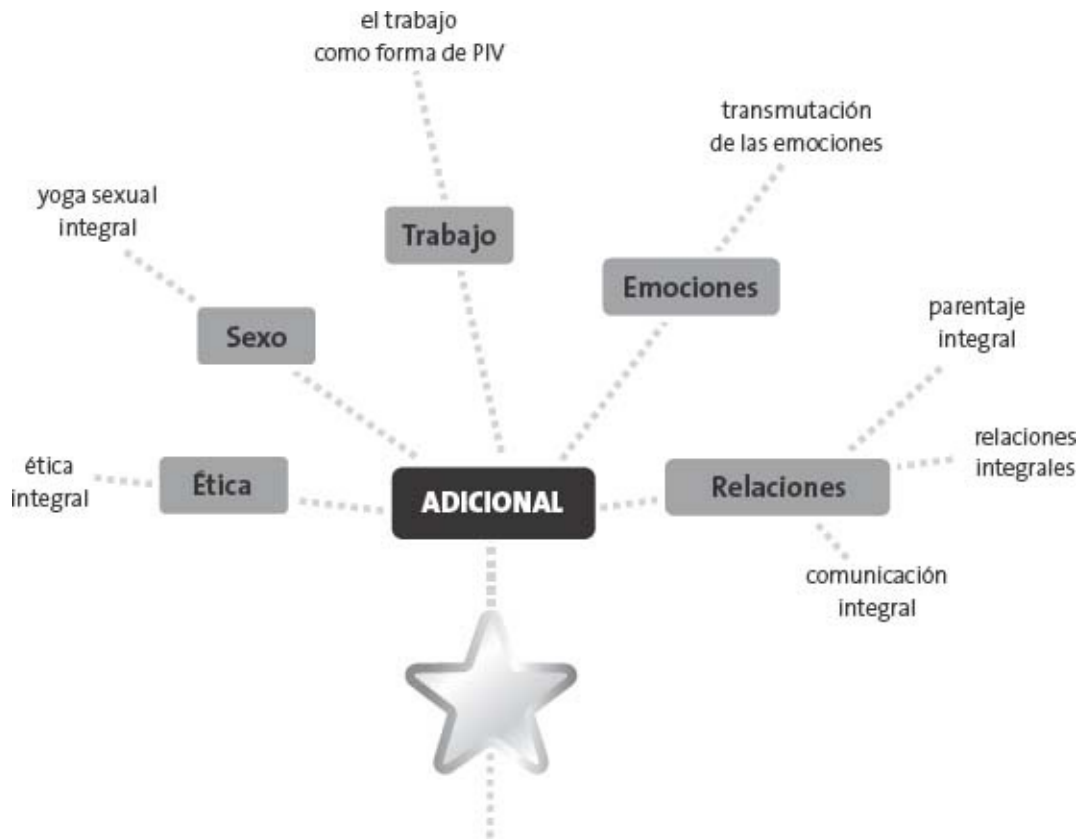 el trabajo
como forma de PIV
transmutación
de las emociones
yoga sexual
integral
Trabajo
Emociones
Sexo
parentaje
integral
ética
integral
Ética
ADICIONAL
Relaciones
relaciones
integrales
comunicación
integral